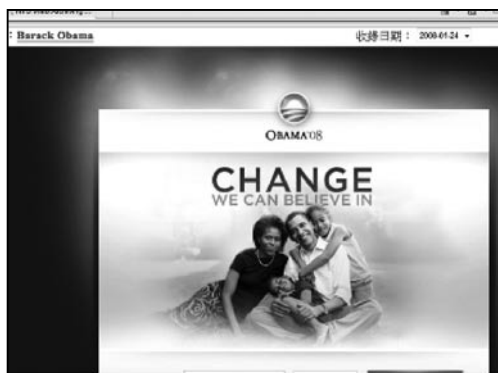 : Barack Obama 收錄日期： 2008-01-24
OBAMA'08
CHANGE
WE CAN BELIEVE IN